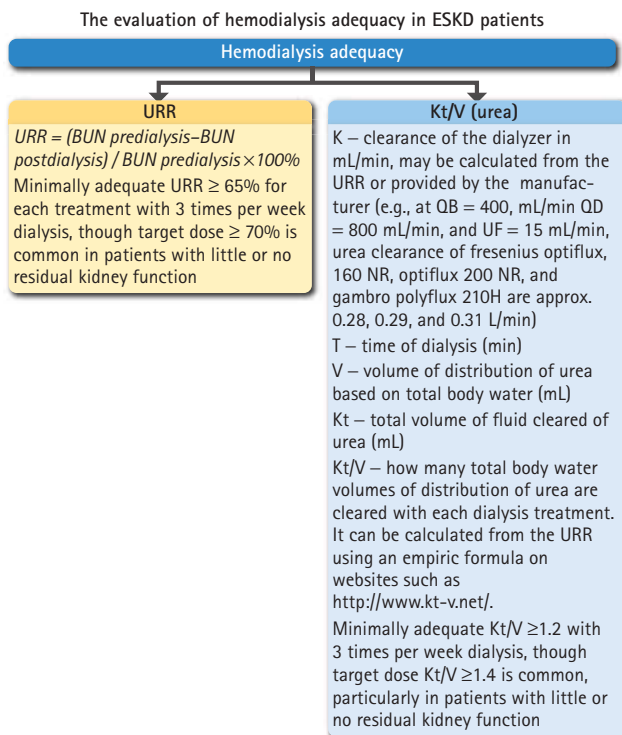 The evaluation of hemodialysis adequacy in ESKD patients
Hemodialysis adequacy
URR
URR = (BUN predialysis–BUN
postdialysis) / BUN predialysis×100%
Minimally adequate URR ≥ 65% for
each treatment with 3 times per week
dialysis, though target dose ≥ 70% is
common in patients with little or no
residual kidney function
Kt/V (urea)
K – clearance of the dialyzer in
mL/min, may be calculated from the
URR or provided by the manufac-
turer (e.g., at QB = 400, mL/min QD
= 800 mL/min, and UF = 15 mL/min,
urea clearance of fresenius optiflux,
160 NR, optiflux 200 NR, and
gambro polyflux 210H are approx.
0.28, 0.29, and 0.31 L/min)
T – time of dialysis (min)
V – volume of distribution of urea
based on total body water (mL)
Kt – total volume of fluid cleared of
urea (mL)
Kt/V – how many total body water
volumes of distribution of urea are
cleared with each dialysis treatment.
It can be calculated from the URR
using an empiric formula on
websites such as
http://www.kt-v.net/.
Minimally adequate Kt/V ≥1.2 with
3 times per week dialysis, though
target dose Kt/V ≥1.4 is common,
particularly in patients with little or
no residual kidney function